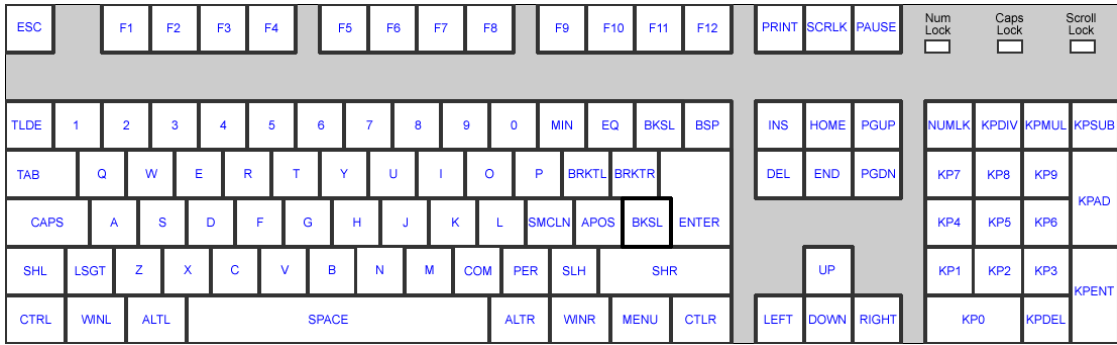 ESC F1 F2 F3 F4 F5 F6 F7 F8 F9 F10 F11 F12 PRINT SCRLK PAUSE Num Lock Caps Lock Scroll Lock
TLDE 1 2 3 4 5 6 7 8 9 0 MIN EQ BKSL BSP INS HOME PGUP NUMLK KPDIV KPMUL KPSUB
TAB Q W E R T Y U I O P BRKTL BRKTR DEL END PGDN KP7 KP8 KP9
KPAD
CAPS A S D F G H J K L SMCLN APOS BKSL ENTER KP4 KP5 KP6
SHL LSGT Z X C V B N M COM PER SLH SHR UP KP1 KP2 KP3
KPENT
CTRL WINL ALTL SPACE ALTR WINR MENU CTLR LEFT DOWN RIGHT KP0 KPDEL